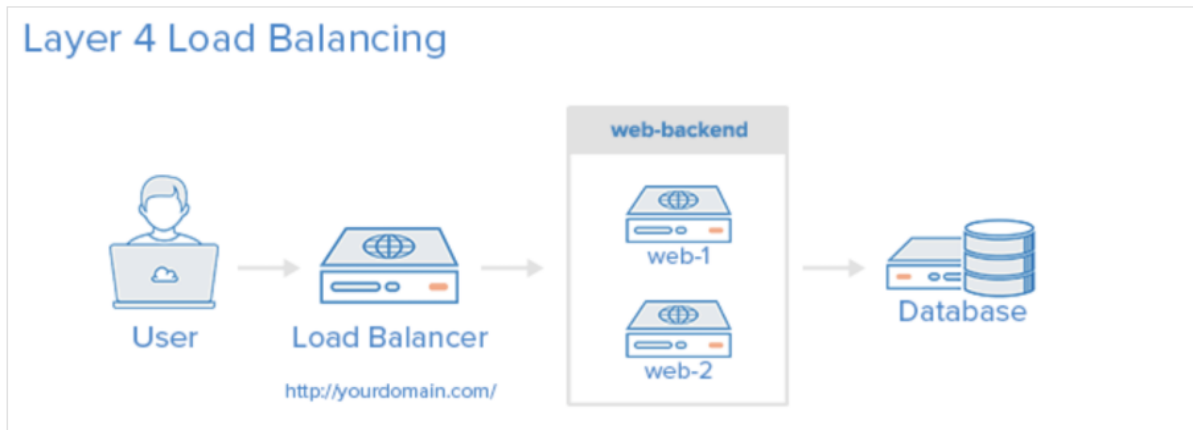 Layer 4 Load Balancing
web-backend
web-1
web-2
User
Load Balancer
http://yourdomain.com/
Database